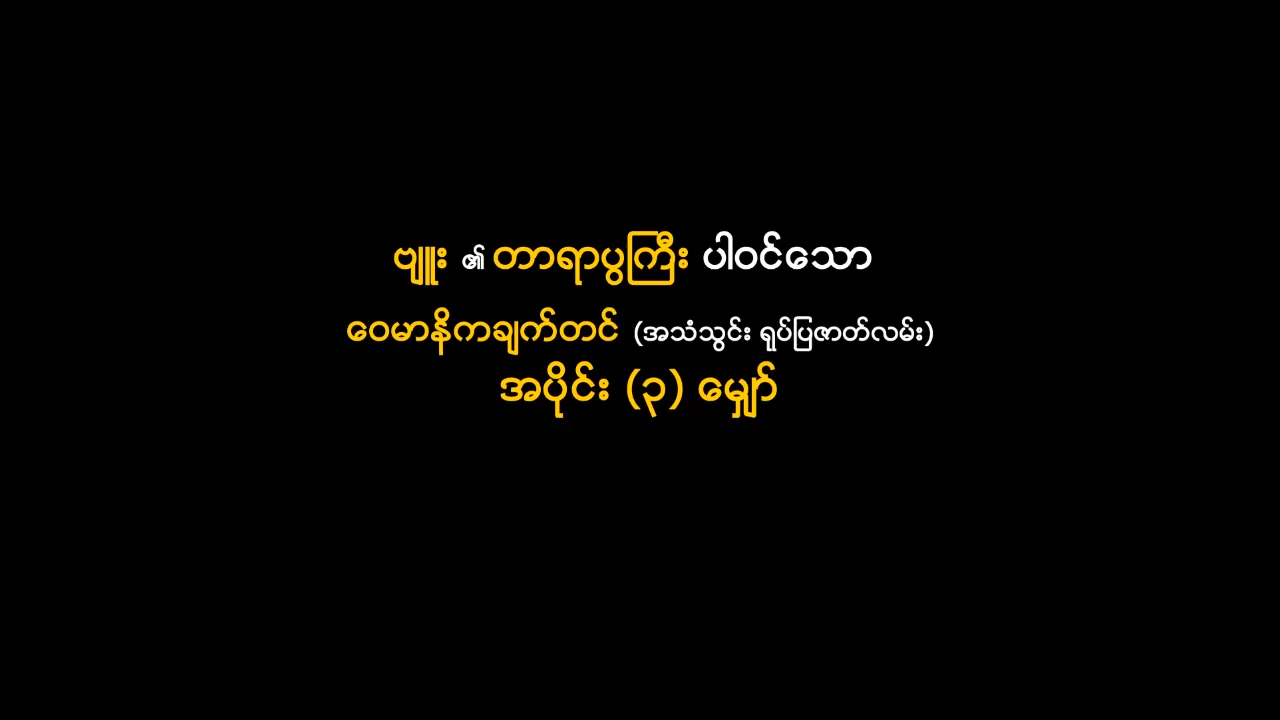 ဗျူး ၏ တာရာပွကြီး ပါဝင်သော
ဝေမာနိကချက်တင် (အသံသွင်း ရုပ်ပြဇာတ်လမ်း)
အပိုင်း (၃) မျှော်